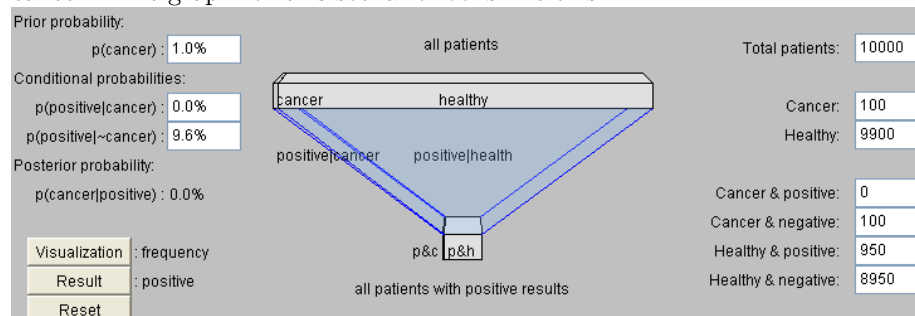 Prior probability:
p(cancer) : 1.0%
Conditional probabilities:
p(positive|cancer) : 0.0%
p(positive|~cancer) : 9.6%
Posterior probability:
p(cancer|positive) : 0.0%
Visualization : frequency
Result : positive
Reset
all patients
cancer healthy
positive|cancer positive|health
p&c p&h
all patients with positive results
Total patients: 10000
Cancer: 100
Healthy: 9900
Cancer & positive: 0
Cancer & negative: 100
Healthy & positive: 950
Healthy & negative: 8950